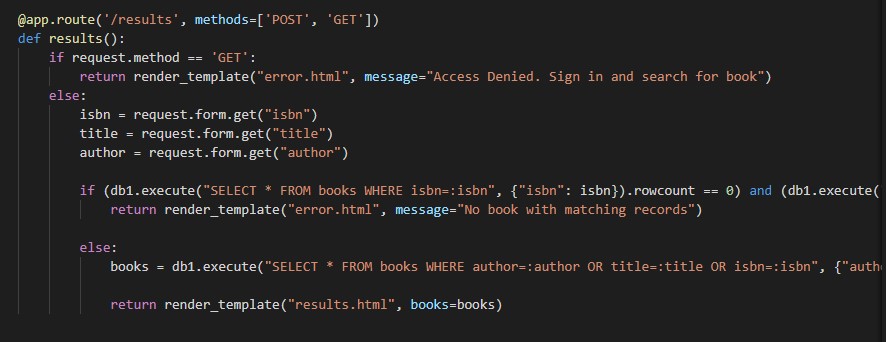 @app.route('/results', methods=['POST', 'GET'])
def results():
    if request.method == 'GET':
        return render_template("error.html", message="Access Denied. Sign in and search for book")
    else:
        isbn = request.form.get("isbn")
        title = request.form.get("title")
        author = request.form.get("author")
        if (db1.execute("SELECT * FROM books WHERE isbn=:isbn", {"isbn": isbn}).rowcount == 0) and (db1.execute(
            return render_template("error.html", message="No book with matching records")
        else:
            books = db1.execute("SELECT * FROM books WHERE author=:author OR title=:title OR isbn=:isbn", {"auth
            return render_template("results.html", books=books)